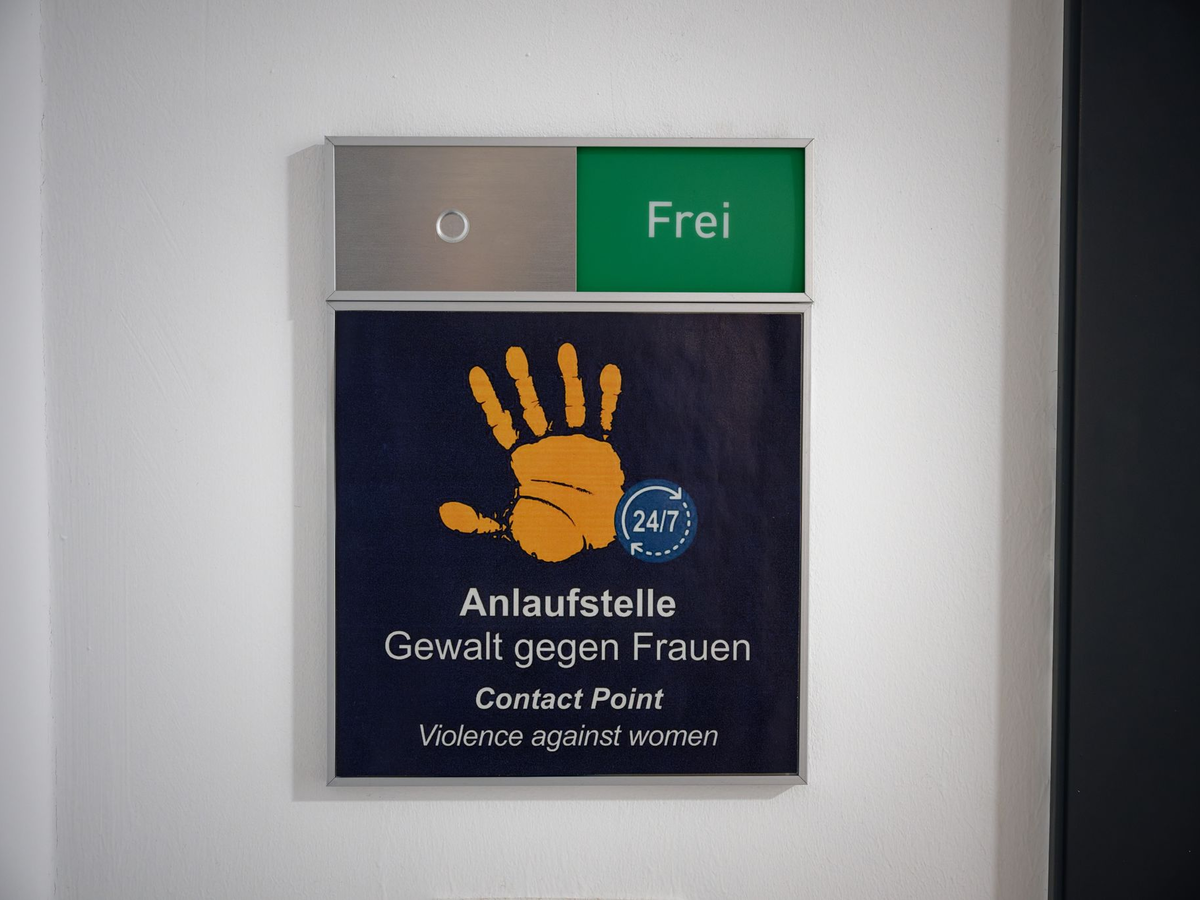 Frei
24/7
Anlaufstelle
Gewalt gegen Frauen
Contact Point
Violence against women